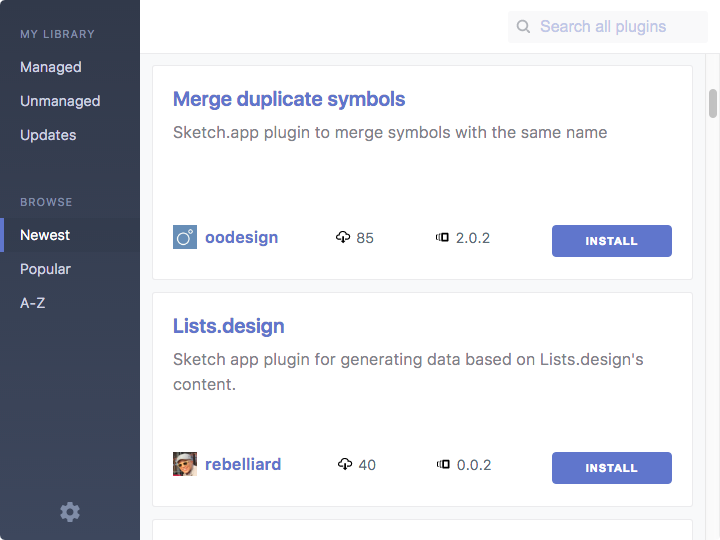 MY LIBRARY
Managed
Unmanaged
Updates
BROWSE
Newest
Popular
A-Z
Search all plugins
Merge duplicate symbols
Sketch.app plugin to merge symbols with the same name
oodesign
85
2.0.2
INSTALL
Lists.design
Sketch app plugin for generating data based on Lists.design's
content.
rebelliard
40
0.0.2
INSTALL